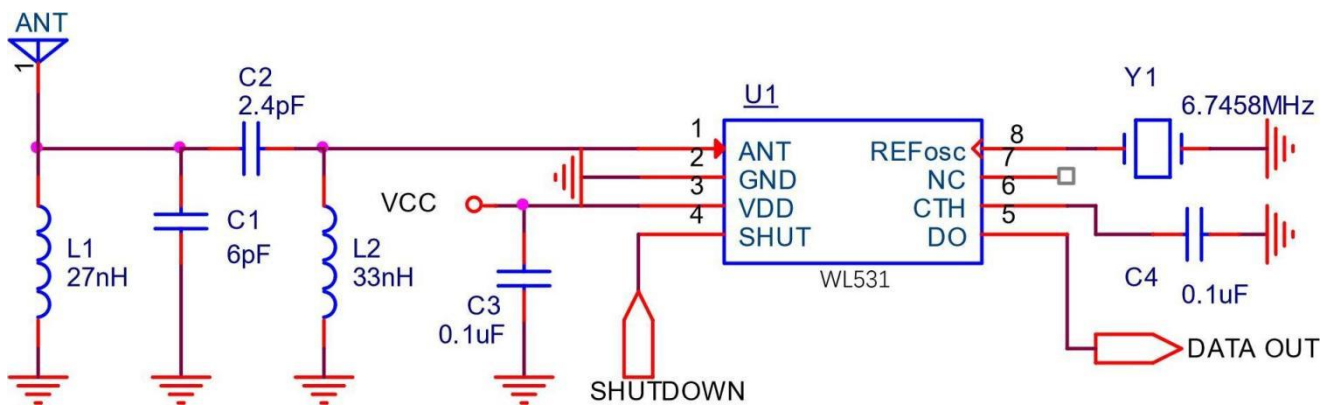 ANT
1
C2
2.4pF
L1
27nH
C1
6pF
L2
33nH
VCC
C3
0.1uF
SHUTDOWN
U1
1
2
3
4
ANT
GND
VDD
SHUT
REFosc
NC
CTH
DO
8
7
6
5
WL531
Y1
6.7458MHz
C4
0.1uF
DATA OUT